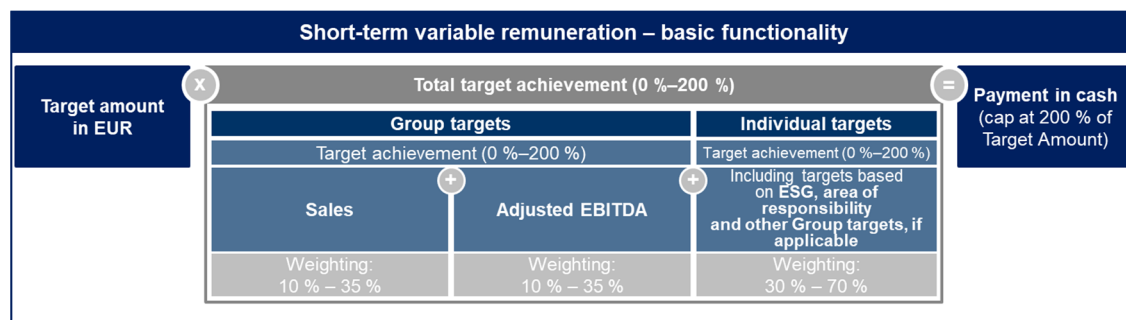 Short-term variable remuneration – basic functionality
Target amount
in EUR
x
Total target achievement (0 %–200 %)
=
Payment in cash
(cap at 200 % of
Target Amount)
Group targets
Individual targets
Target achievement (0 %–200 %)
Target achievement (0 %–200 %)
Sales
+
Adjusted EBITDA
+
Including targets based
on ESG, area of
responsibility
and other Group targets, if
applicable
Weighting:
10 % – 35 %
Weighting:
10 % – 35 %
Weighting:
30 % – 70 %